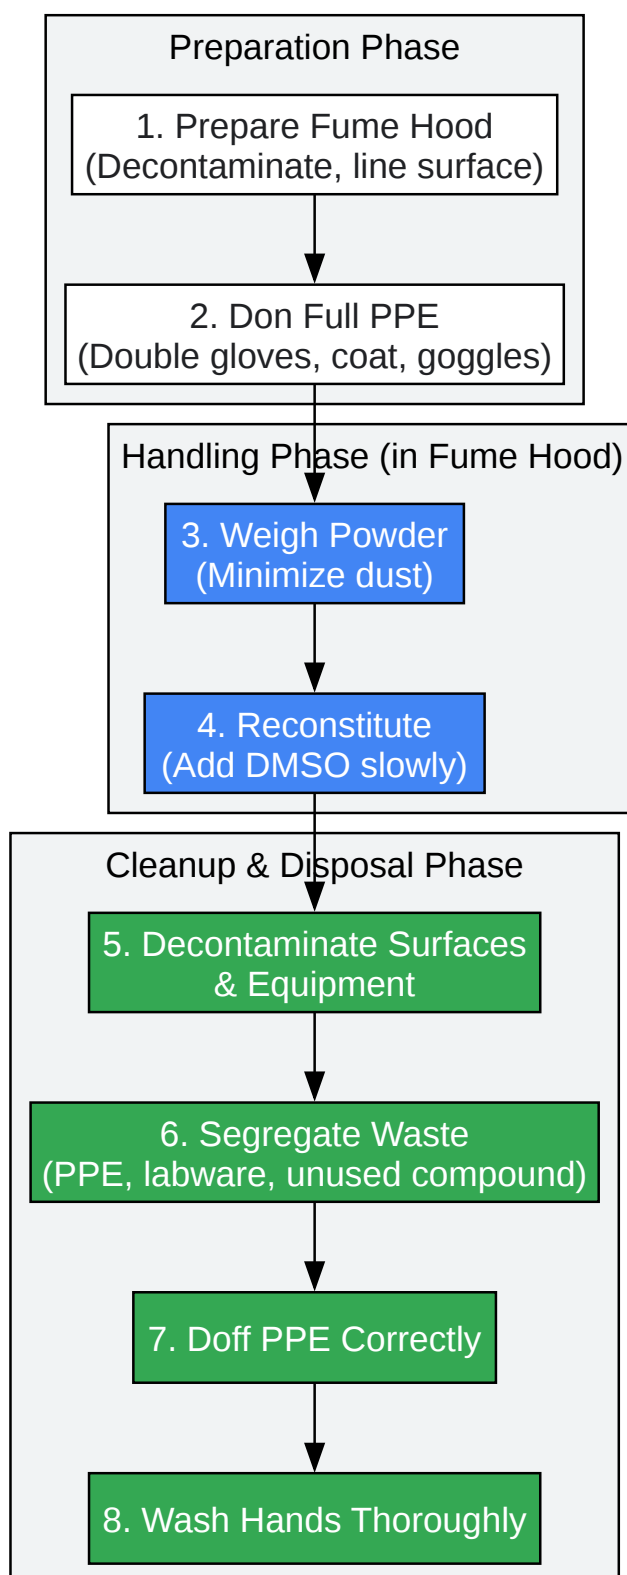 Preparation Phase
1. Prepare Fume Hood
(Decontaminate, line surface)
2. Don Full PPE
(Double gloves, coat, goggles)
Handling Phase (in Fume Hood)
3. Weigh Powder
(Minimize dust)
4. Reconstitute
(Add DMSO slowly)
Cleanup & Disposal Phase
5. Decontaminate Surfaces
& Equipment
6. Segregate Waste
(PPE, labware, unused compound)
7. Doff PPE Correctly
8. Wash Hands Thoroughly